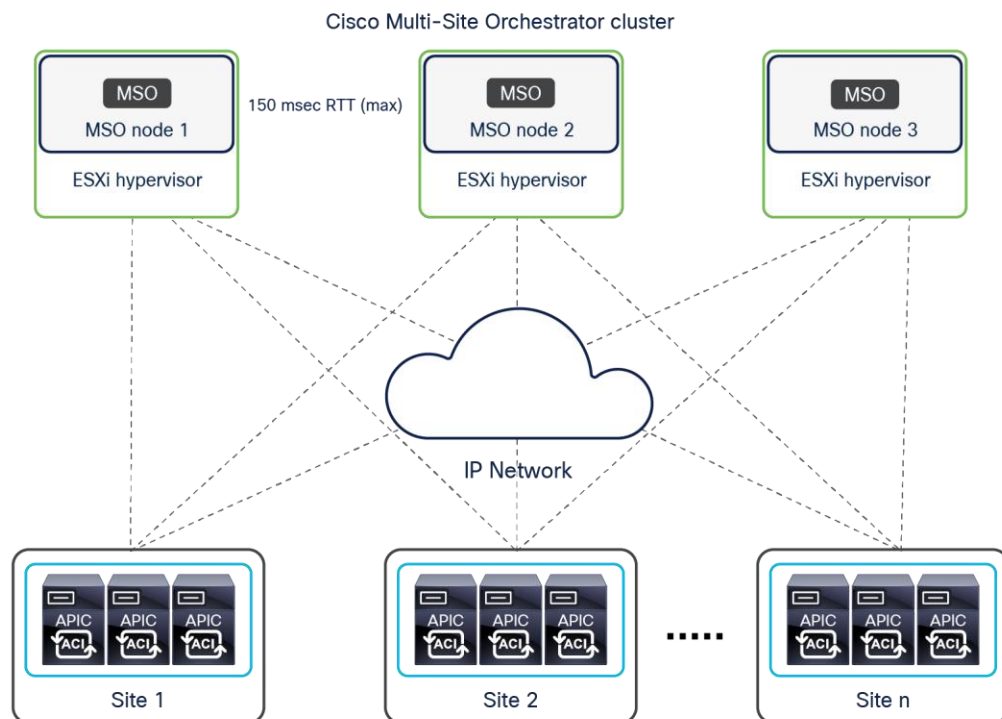 Cisco Multi-Site Orchestrator cluster
MSO
MSO node 1
ESXi hypervisor
150 msec RTT (max)
MSO
MSO node 2
ESXi hypervisor
MSO
MSO node 3
ESXi hypervisor
IP Network
APIC
ACI
APIC
ACI
APIC
ACI
Site 1
APIC
ACI
APIC
ACI
APIC
ACI
Site 2
.....
APIC
ACI
APIC
ACI
APIC
ACI
Site n